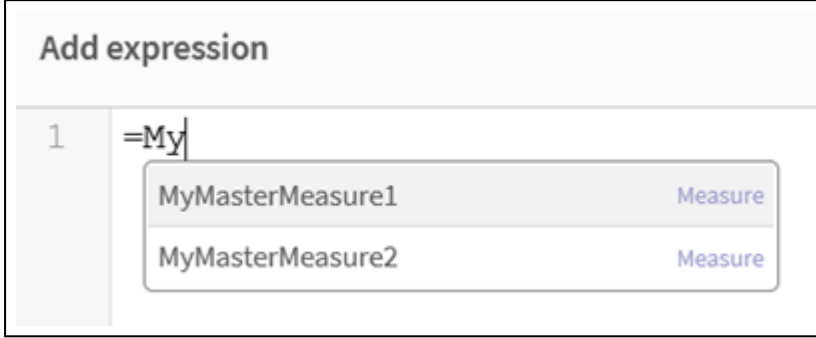 Add expression
1 =My
MyMasterMeasure1 Measure
MyMasterMeasure2 Measure